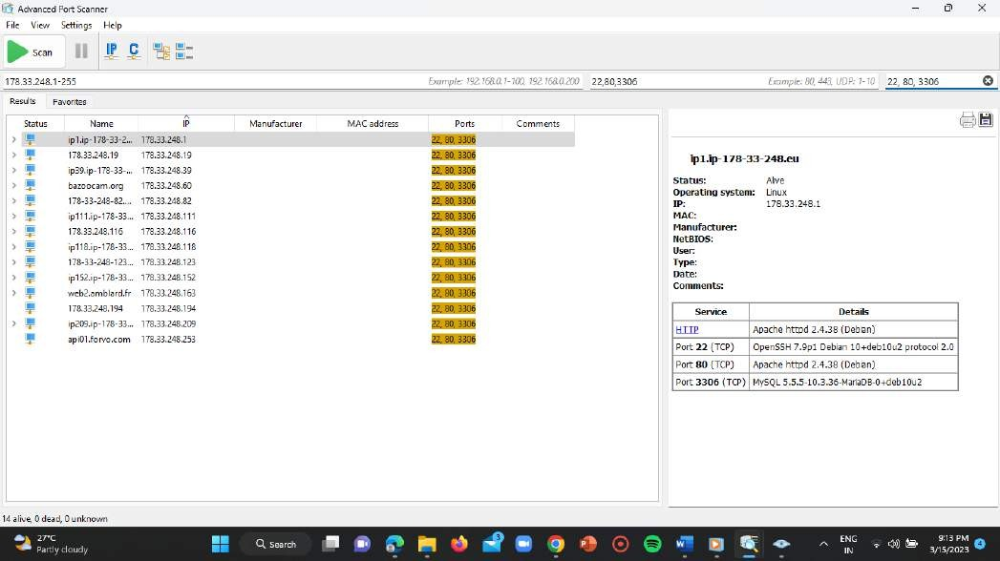 Advanced Port Scanner
File View Settings Help
Scan IP C
178.33.248.1-255 Example: 192.168.0.1-100, 192.168.0.200 22,80,3306 Example: 80, 443, UDP: 1-10 22, 80, 3306
Results Favorites
Status Name IP Manufacturer MAC address Ports Comments
ip1.ip-178-33-2... 178.33.248.1 22, 80, 3306
178.33.248.19 178.33.248.19 22, 80, 3306
ip39.ip-178-33-... 178.33.248.39 22, 80, 3306
bazoocam.org 178.33.248.60 22, 80, 3306
178-33-248-82.... 178.33.248.82 22, 80, 3306
ip111.ip-178-33... 178.33.248.111 22, 80, 3306
178.33.248.116 178.33.248.116 22, 80, 3306
ip118.ip-178-33... 178.33.248.118 22, 80, 3306
178-33-248-123... 178.33.248.123 22, 80, 3306
ip152.ip-178-33... 178.33.248.152 22, 80, 3306
web2.amblard.fr 178.33.248.163 22, 80, 3306
178.33.248.194 178.33.248.194 22, 80, 3306
ip209.ip-178-33... 178.33.248.209 22, 80, 3306
api01.forvo.com 178.33.248.253 22, 80, 3306
ip1.ip-178-33-248.eu
Status: Alive
Operating system: Linux
IP: 178.33.248.1
MAC:
Manufacturer:
NetBIOS:
User:
Type:
Date:
Comments:
Service Details
HTTP Apache httpd 2.4.38 (Debian)
Port 22 (TCP) OpenSSH 7.9p1 Debian 10+deb10u2 protocol 2.0
Port 80 (TCP) Apache httpd 2.4.38 (Debian)
Port 3306 (TCP) MySQL 5.5.5-10.3.36-MariaDB-0+deb10u2
14 alive, 0 dead, 0 unknown
27°C
Partly cloudy
Search
3
ENG
IN
9:13 PM
3/15/2023
4